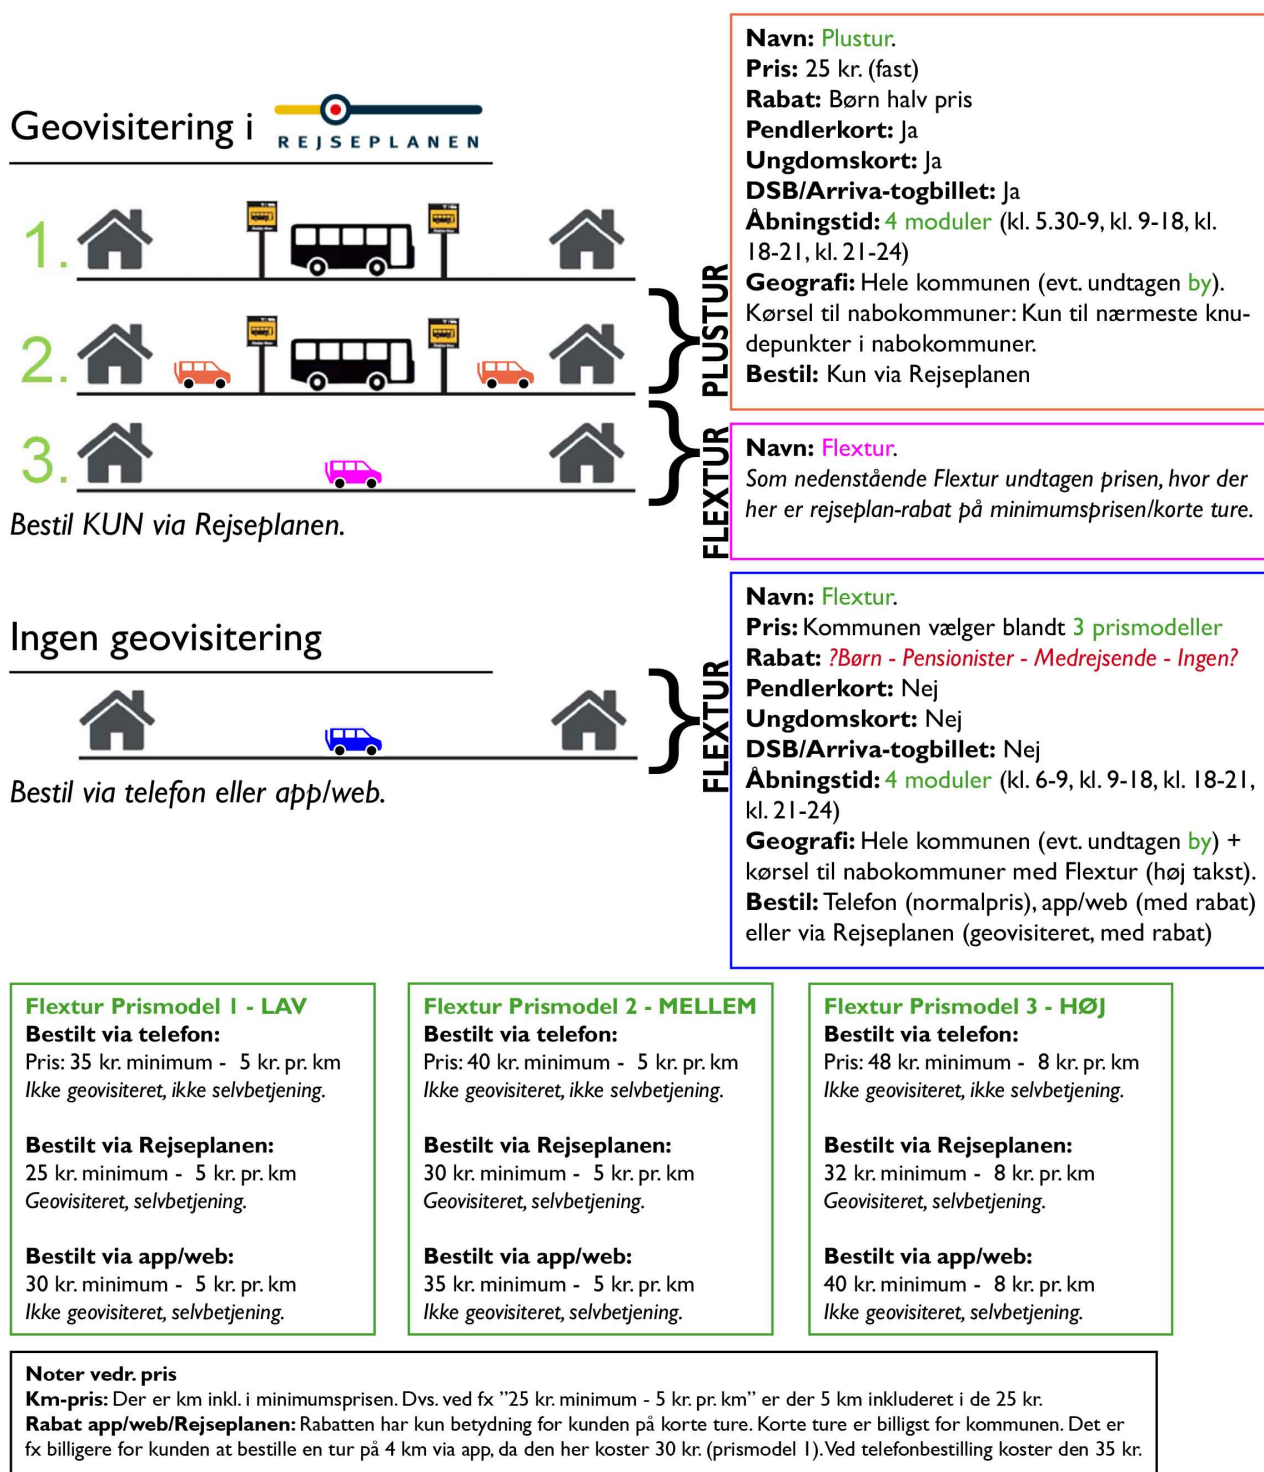 Geovisitering i
REJSEPLANEN
1.
2.
3.
Bestil KUN via Rejseplanen.
PLUSTUR
Navn: Plustur.
Pris: 25 kr. (fast)
Rabat: Børn halv pris
Pendlerkort: Ja
Ungdomskort: Ja
DSB/Arriva-togbillet: Ja
Åbningstid: 4 moduler (kl. 5.30-9, kl. 9-18, kl.
18-21, kl. 21-24)
Geografi: Hele kommunen (evt. undtagen by).
Kørsel til nabokommuner: Kun til nærmeste knu-
depunkter i nabokommuner.
Bestil: Kun via Rejseplanen
FLEXTUR
Navn: Flextur.
Som nedenstående Flextur undtagen prisen, hvor der
her er rejseplan-rabat på minimumsprisen/korte ture.
Ingen geovisitering
Bestil via telefon eller app/web.
FLEXTUR
Navn: Flextur.
Pris: Kommunen vælger blandt 3 prismodeller
Rabat: ?Børn - Pensionister - Medrejsende - Ingen?
Pendlerkort: Nej
Ungdomskort: Nej
DSB/Arriva-togbillet: Nej
Åbningstid: 4 moduler (kl. 6-9, kl. 9-18, kl. 18-21,
kl. 21-24)
Geografi: Hele kommunen (evt. undtagen by) +
kørsel til nabokommuner med Flextur (høj takst).
Bestil: Telefon (normalpris), app/web (med rabat)
eller via Rejseplanen (geovisiteret, med rabat)
Flextur Prismodel 1 - LAV
Bestilt via telefon:
Pris: 35 kr. minimum - 5 kr. pr. km
Ikke geovisiteret, ikke selvbetjening.
Bestilt via Rejseplanen:
25 kr. minimum - 5 kr. pr. km
Geovisiteret, selvbetjening.
Bestilt via app/web:
30 kr. minimum - 5 kr. pr. km
Ikke geovisiteret, selvbetjening.
Flextur Prismodel 2 - MELLEM
Bestilt via telefon:
Pris: 40 kr. minimum - 5 kr. pr. km
Ikke geovisiteret, ikke selvbetjening.
Bestilt via Rejseplanen:
30 kr. minimum - 5 kr. pr. km
Geovisiteret, selvbetjening.
Bestilt via app/web:
35 kr. minimum - 5 kr. pr. km
Ikke geovisiteret, selvbetjening.
Flextur Prismodel 3 - HØJ
Bestilt via telefon:
Pris: 48 kr. minimum - 8 kr. pr. km
Ikke geovisiteret, ikke selvbetjening.
Bestilt via Rejseplanen:
32 kr. minimum - 8 kr. pr. km
Geovisiteret, selvbetjening.
Bestilt via app/web:
40 kr. minimum - 8 kr. pr. km
Ikke geovisiteret, selvbetjening.
Noter vedr. pris
Km-pris: Der er km inkl. i minimumsprisen. Dvs. ved fx ”25 kr. minimum - 5 kr. pr. km” er der 5 km inkluderet i de 25 kr.
Rabat app/web/Rejseplanen: Rabatten har kun betydning for kunden på korte ture. Korte ture er billigst for kommunen. Det er
fx billigere for kunden at bestille en tur på 4 km via app, da den her koster 30 kr. (prismodel 1). Ved telefonbestilling koster den 35 kr.